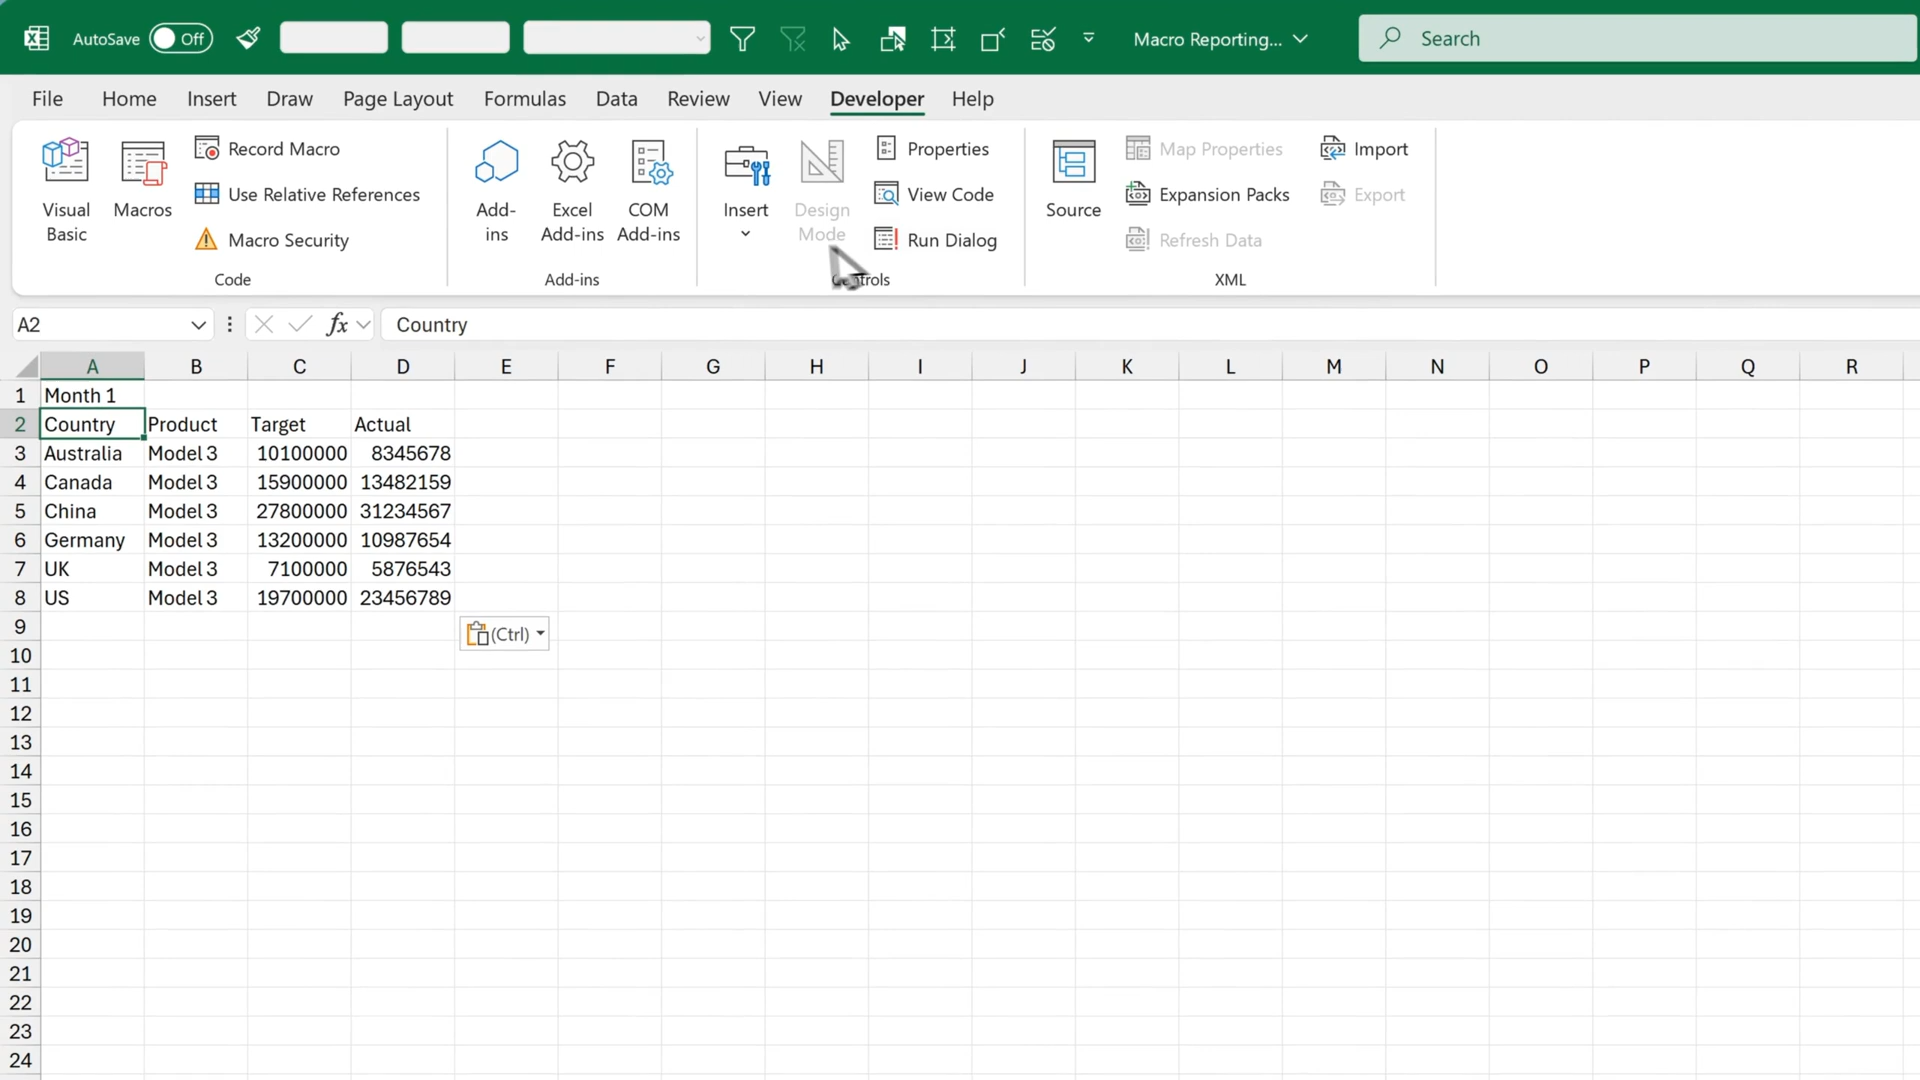 AutoSave Off Macro Reporting... Search
File Home Insert Draw Page Layout Formulas Data Review View Developer Help
Visual Basic
Macros
Record Macro
Use Relative References
Macro Security
Code
Add-ins
Excel Add-ins
COM Add-ins
Add-ins
Insert
Design Mode
Properties
View Code
Run Dialog
Controls
Source
Map Properties
Expansion Packs
Refresh Data
Import
Export
XML
A2 fx Country
A B C D E F G H I J K L M N O P Q R
1 Month 1
2 Country Product Target Actual
3 Australia Model 3 10100000 8345678
4 Canada Model 3 15900000 13482159
5 China Model 3 27800000 31234567
6 Germany Model 3 13200000 10987654
7 UK Model 3 7100000 5876543
8 US Model 3 19700000 23456789
9 (Ctrl)
10
11
12
13
14
15
16
17
18
19
20
21
22
23
24